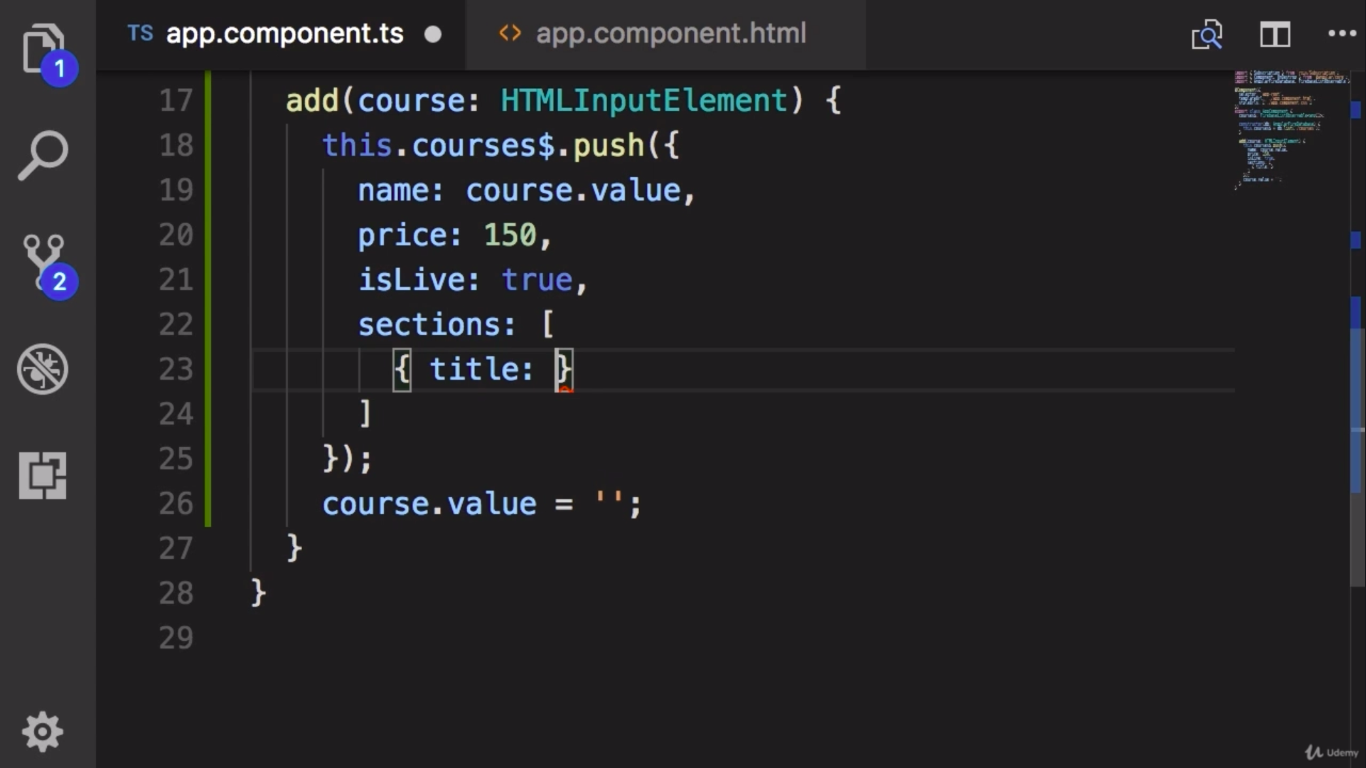 TS app.component.ts
<> app.component.html
1
2
17 add(course: HTMLInputElement) {
18 this.courses$.push({
19 name: course.value,
20 price: 150,
21 isLive: true,
22 sections: [
23 { title: }
24 ]
25 });
26 course.value = '';
27 }
28 }
29
Udemy